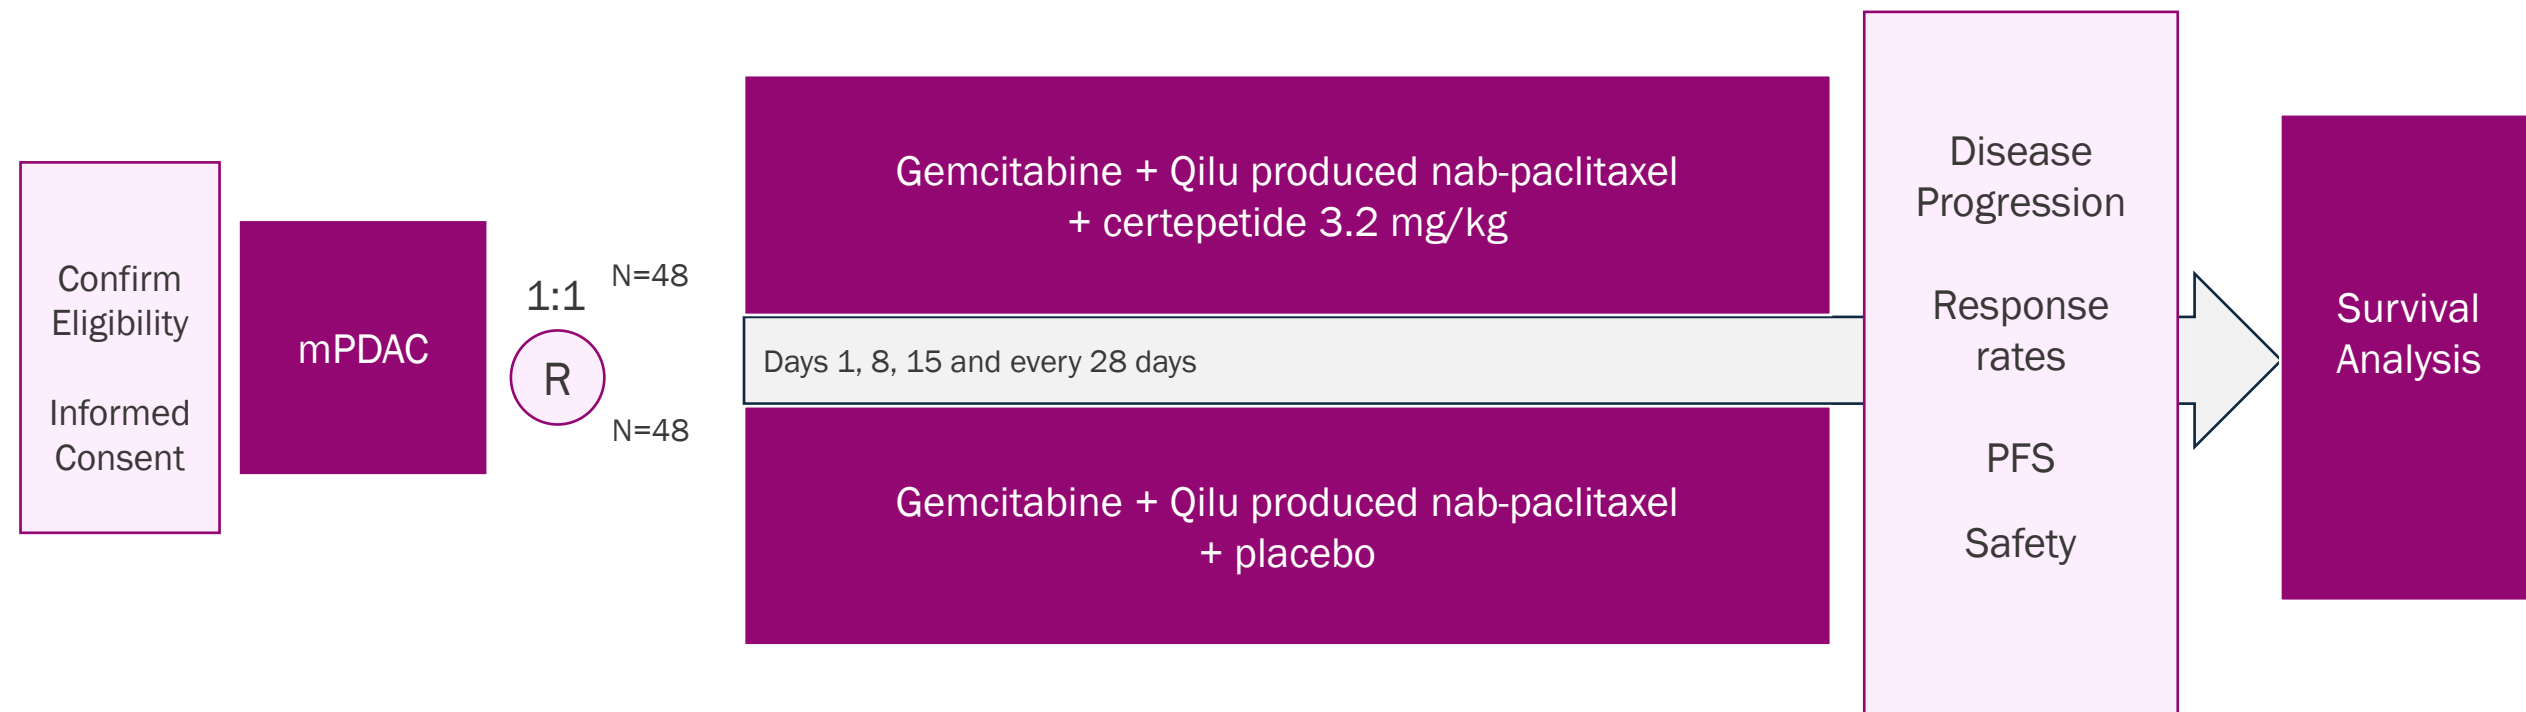 Confirm
Eligibility
Informed
Consent
mPDAC
1:1
R
N=48
N=48
Gemcitabine + Qilu produced nab-paclitaxel
+ certepetide 3.2 mg/kg
Days 1, 8, 15 and every 28 days
Gemcitabine + Qilu produced nab-paclitaxel
+ placebo
Disease
Progression
Response
rates
PFS
Safety
Survival
Analysis